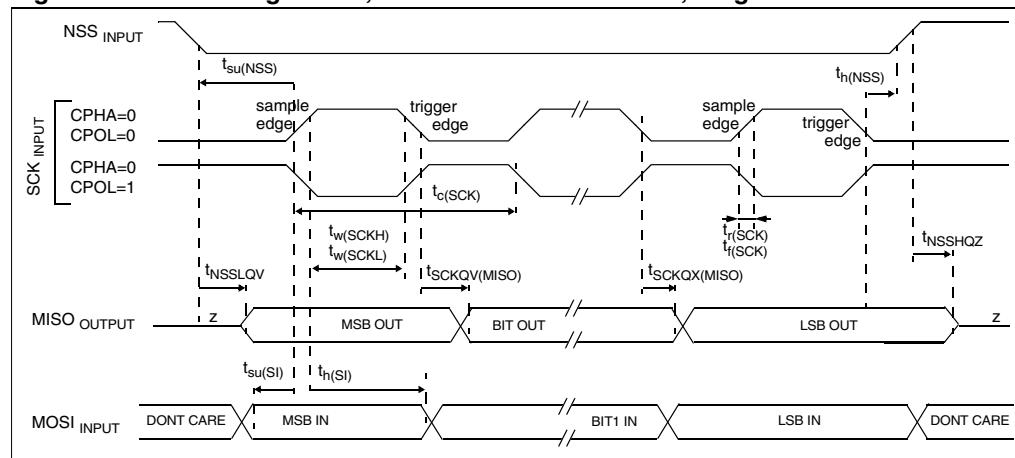 NSS INPUT
tsu(NSS)
th(NSS)
SCK INPUT
CPHA=0
CPOL=0
CPHA=0
CPOL=1
sample
edge
trigger
edge
sample
edge
trigger
edge
tc(SCK)
tw(SCKH)
tw(SCKL)
tr(SCK)
tf(SCK)
tNSSLQV
tSCKQV(MISO)
tSCKQX(MISO)
tNSSHQZ
MISO OUTPUT
z
MSB OUT
BIT OUT
LSB OUT
z
tsu(SI)
th(SI)
MOSI INPUT
DONT CARE
MSB IN
BIT1 IN
LSB IN
DONT CARE